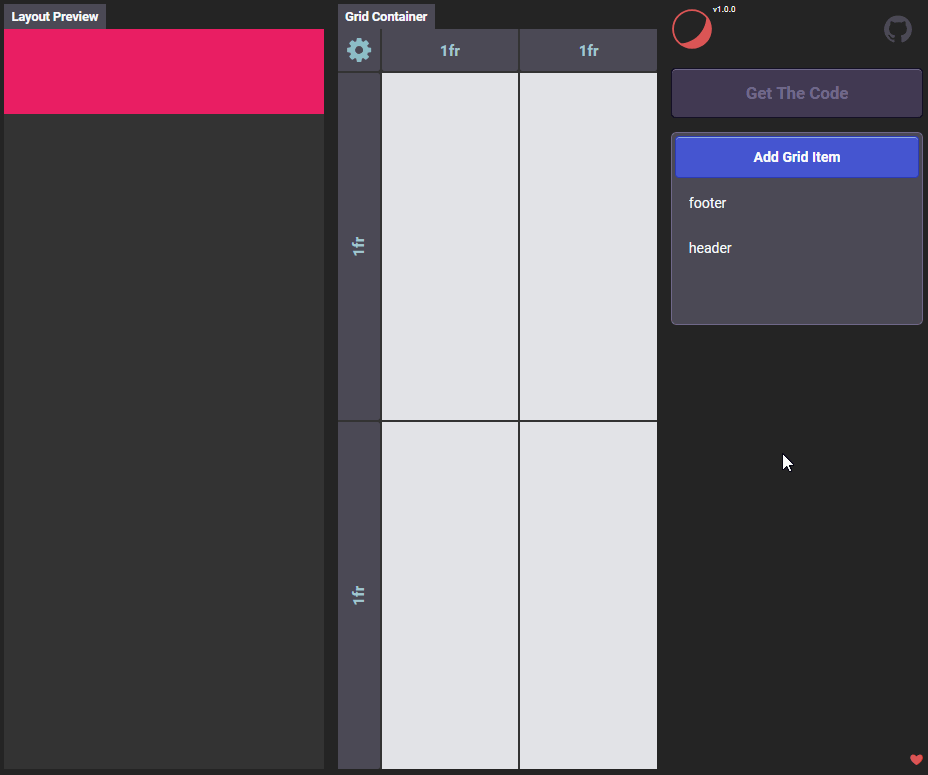 Layout Preview
Grid Container
v1.0.0
1fr
1fr
Get The Code
Add Grid Item
footer
header
1fr
1fr